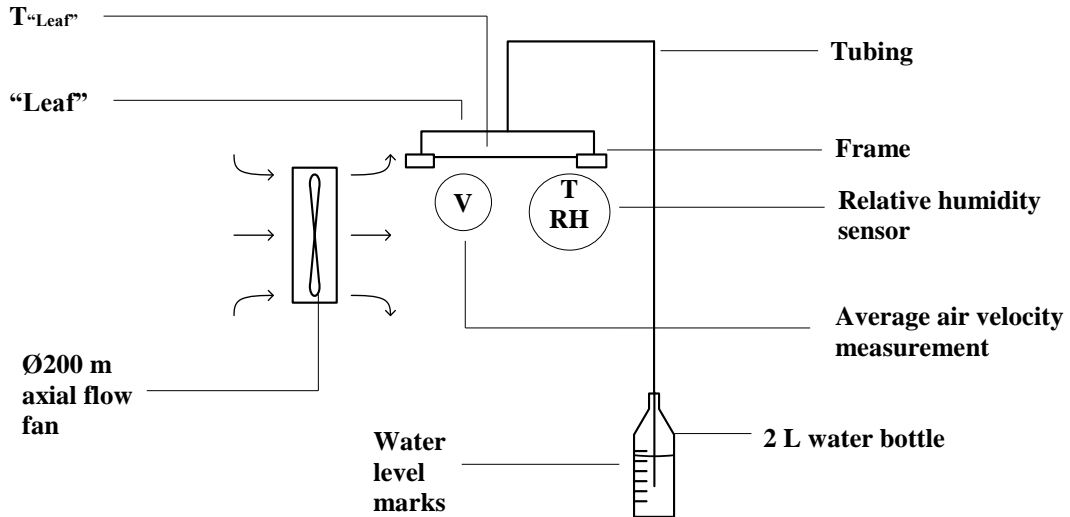 T“Leaf”
“Leaf”
Tubing
Frame
T
RH
V
Relative humidity
sensor
Average air velocity
measurement
Ø200 m
axial flow
fan
Water
level
marks
2 L water bottle